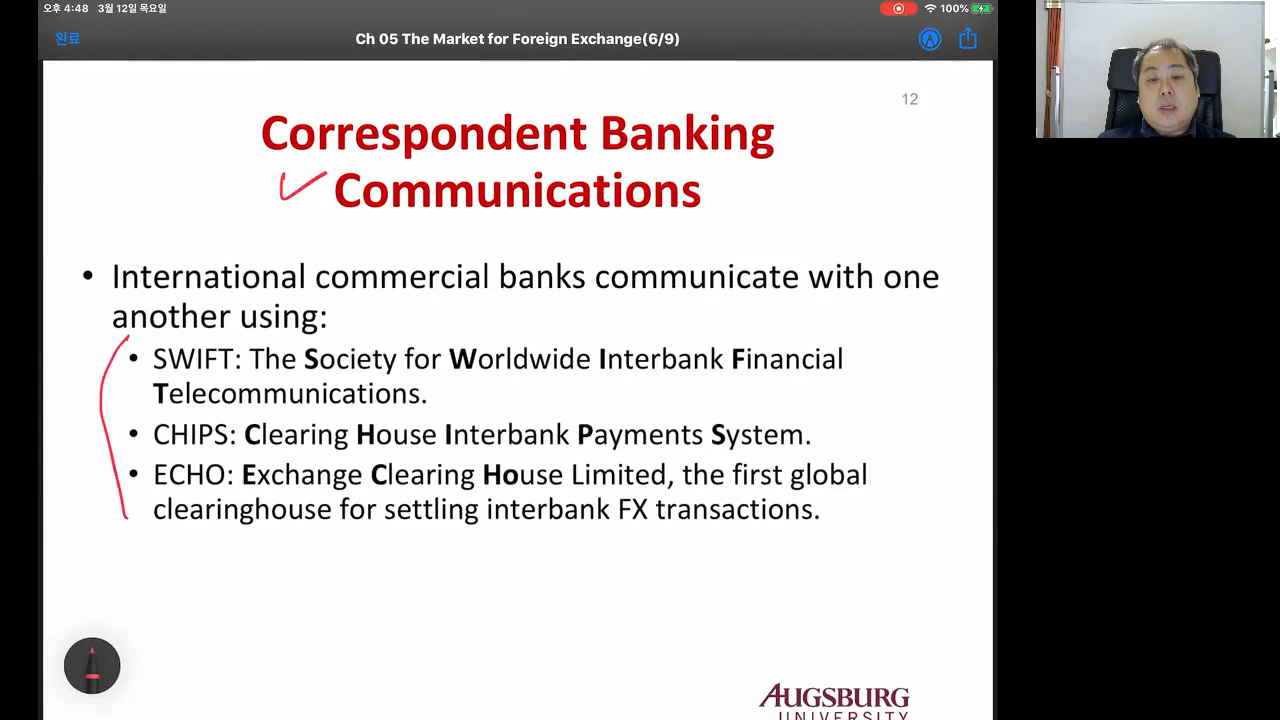 오후 4:48 3월 12일 목요일
100%
완료
Ch 05 The Market for Foreign Exchange(6/9)
12
Correspondent Banking
Communications
• International commercial banks communicate with one
another using:
• SWIFT: The Society for Worldwide Interbank Financial
Telecommunications.
• CHIPS: Clearing House Interbank Payments System.
• ECHO: Exchange Clearing House Limited, the first global
clearinghouse for settling interbank FX transactions.
AUGSBURG
UNIVERSITY